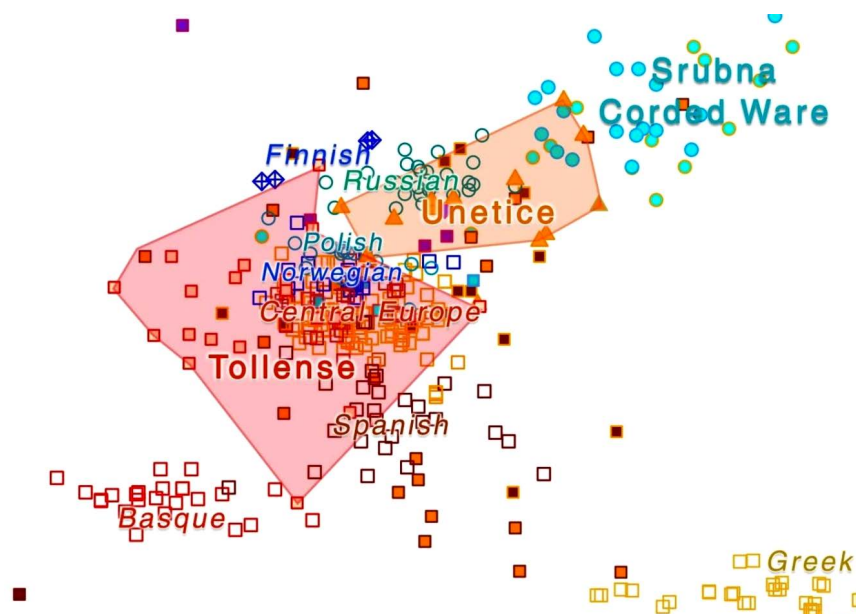 Srubna
Corded Ware
Finnish
Russian
Unetice
Polish
Norwegian
Central Europe
Tollense
Spanish
Basque
Greek